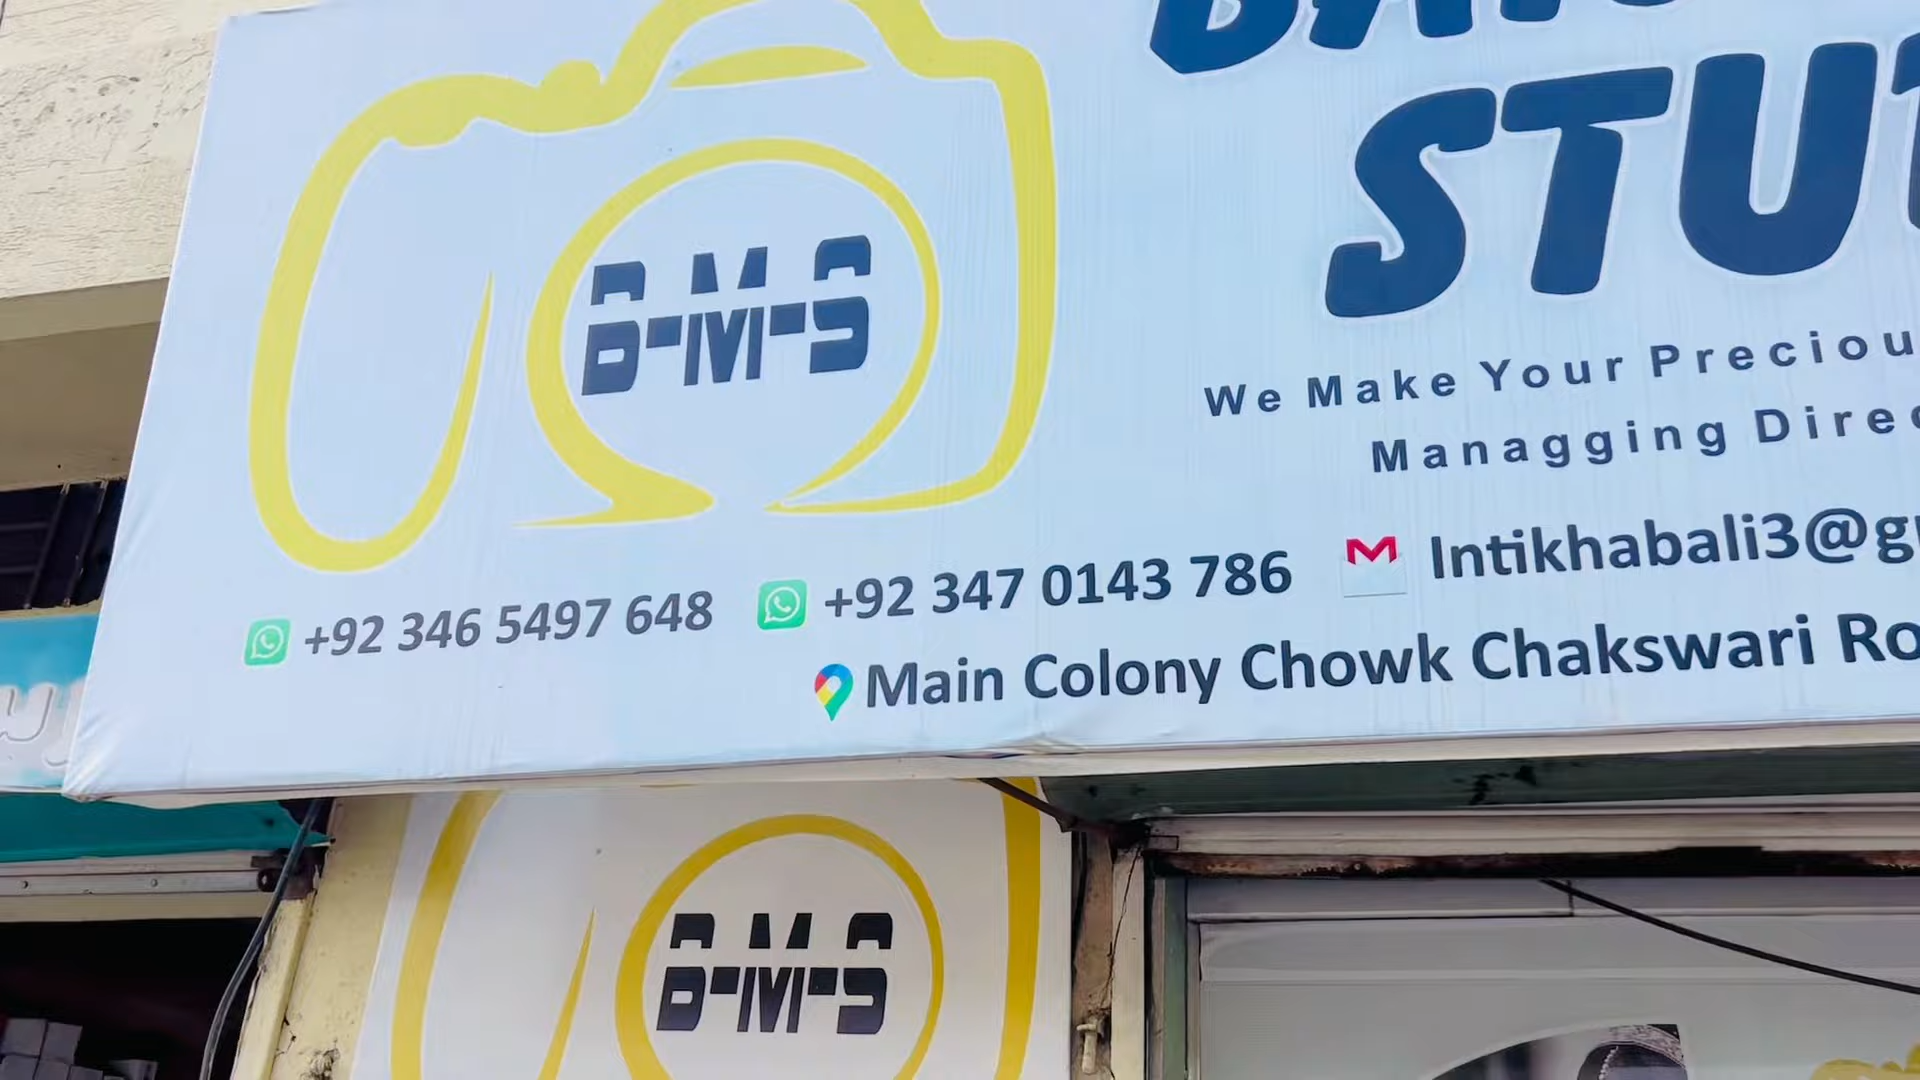 B-M-S
STU
We Make Your Preciou
Managging Direc
+92 346 5497 648 +92 347 0143 786 Intikhabali3@g
Main Colony Chowk Chakswari Ro
B-M-S